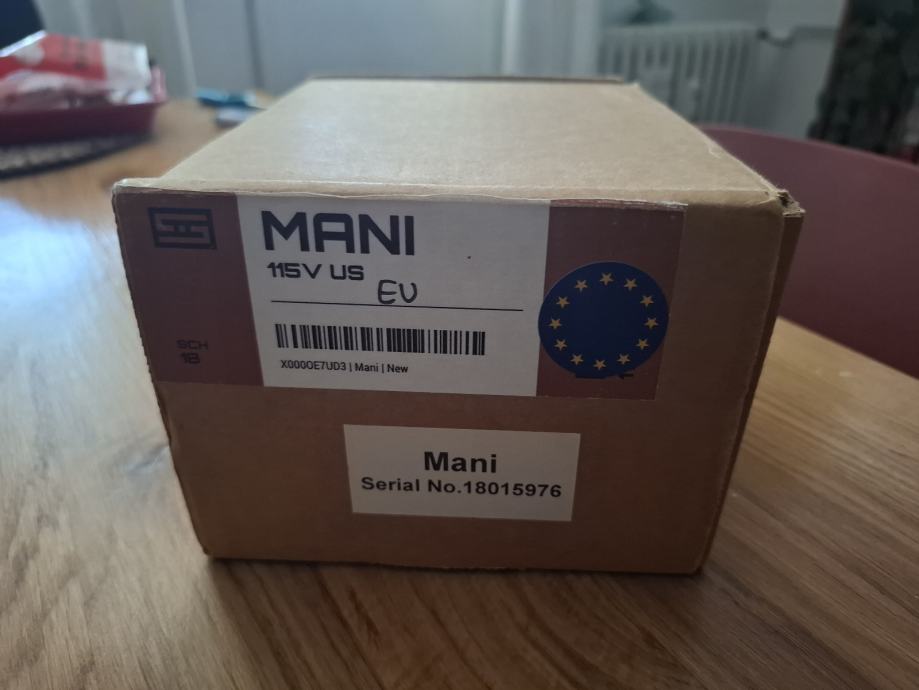 MANI
115V US
EU
X000OE7UD3 | Mani | New
SCH
18
Mani
Serial No.18015976